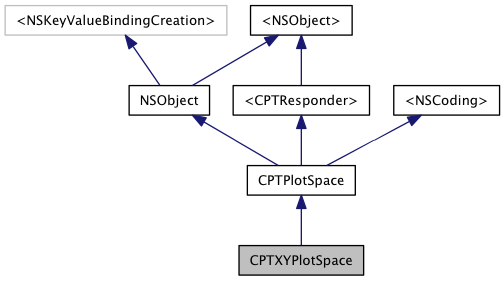 <NSKeyValueBindingCreation>
<NSObject>
NSObject
<CPTResponder>
<NSCoding>
CPTPlotSpace
CPTXYPlotSpace